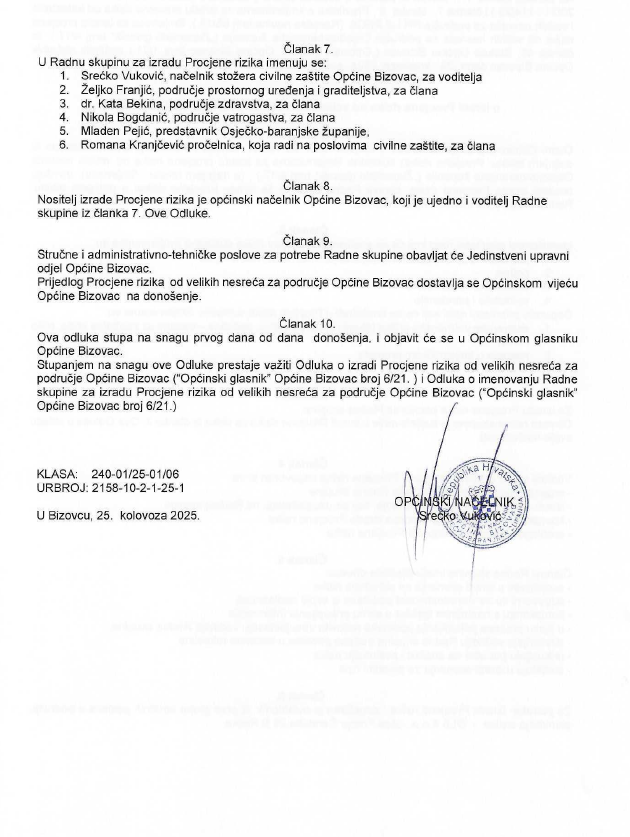 Članak 7.
U Radnu skupinu za izradu Procjene rizika imenuju se:
1. Srećko Vuković, načelnik stožera civilne zaštite Općine Bizovac, za voditelja
2. Željko Franjić, područje prostornog uređenja i graditeljstva, za člana
3. dr. Kata Bekina, područje zdravstva, za člana
4. Nikola Bogdanić, područje vatrogastva, za člana
5. Mladen Pejić, predstavnik Osječko-baranjske županije,
6. Romana Kranjčević pročelnica, koja radi na poslovima civilne zaštite, za člana
Članak 8.
Nositelj izrade Procjene rizika je općinski načelnik Općine Bizovac, koji je ujedno i voditelj Radne
skupine iz članka 7. Ove Odluke.
Članak 9.
Stručne i administrativno-tehničke poslove za potrebe Radne skupine obavljat će Jedinstveni upravni
odjel Općine Bizovac.
Prijedlog Procjene rizika od velikih nesreća za područje Općine Bizovac dostavlja se Općinskom vijeću
Općine Bizovac na donošenje.
Članak 10.
Ova odluka stupa na snagu prvog dana od dana donošenja, i objavit će se u Općinskom glasniku
Općine Bizovac.
Stupanjem na snagu ove Odluke prestaje važiti Odluka o izradi Procjene rizika od velikih nesreća za
područje Općine Bizovac (“Općinski glasnik” Općine Bizovac broj 6/21. ) i Odluka o imenovanju Radne
skupine za izradu Procjene rizika od velikih nesreća za područje Općine Bizovac (“Općinski glasnik”
Općine Bizovac broj 6/21.)
KLASA: 240-01/25-01/06
URBROJ: 2158-10-2-1-25-1
U Bizovcu, 25. kolovoza 2025.
OPĆINSKI NAČELNIK
Srećko Vuković
Republika Hrvatska